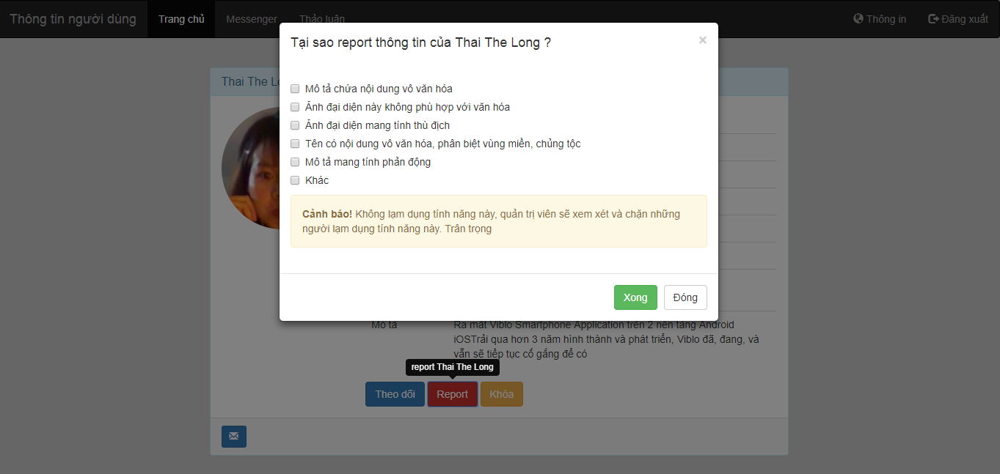 Thông tin người dùng Trang chủ Messenger Thảo luận Thông in Đăng xuất
Tại sao report thông tin của Thai The Long ? ×
Thai The Lo
Mô tả chứa nội dung vô văn hóa
Ảnh đại diện này không phù hợp với văn hóa
Ảnh đại diện mang tính thù địch
Tên có nội dung vô văn hóa, phân biệt vùng miền, chủng tộc
Mô tả mang tính phản động
Khác
Cảnh báo! Không lạm dụng tính năng này, quản trị viên sẽ xem xét và chặn những
người lạm dụng tính năng này. Trân trọng
Xong Đóng
Mô tả Ra mắt Viblo Smartphone Application trên 2 nền tảng Android
iOSTrải qua hơn 3 năm hình thành và phát triển, Viblo đã, đang, và
vẫn sẽ tiếp tục cố gắng để có
report Thai The Long
Theo dõi Report Khóa